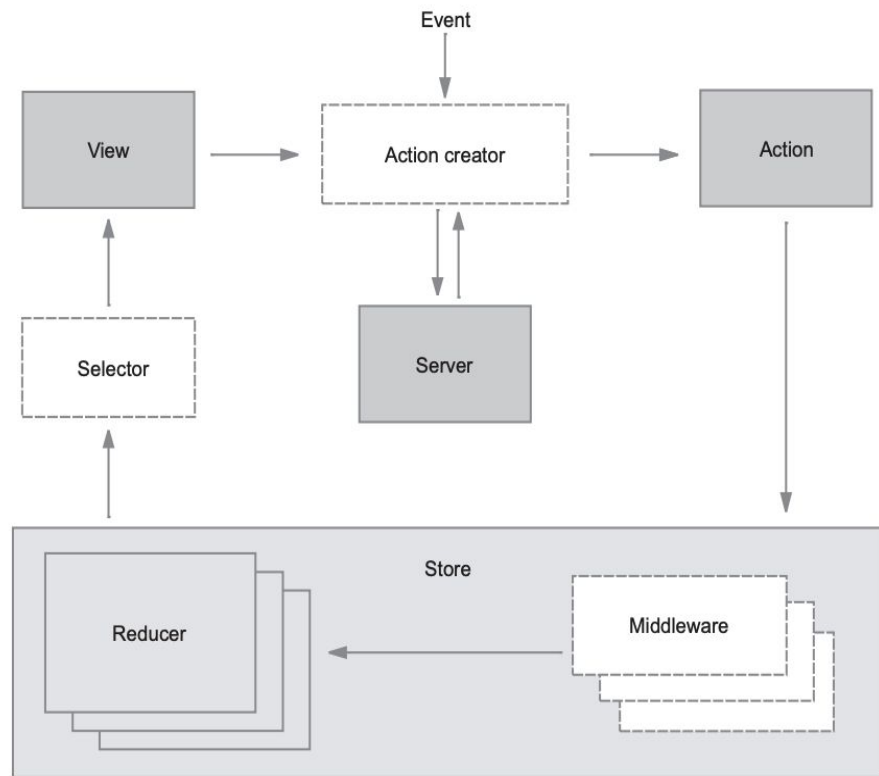 Event
View
Action creator
Action
Selector
Server
Store
Reducer
Middleware